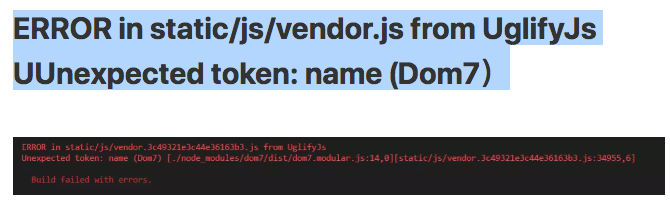 ERROR in static/js/vendor.js from UglifyJs
UUnexpected token: name (Dom7）
ERROR in static/js/vendor.3c49321e3c44e36163b3.js from UglifyJs
Unexpected token: name (Dom7) [./node_modules/dom7/dist/dom7.modular.js:14,0][static/js/vendor.3c49321e3c44e36163b3.js:34955,6]
Build failed with errors.